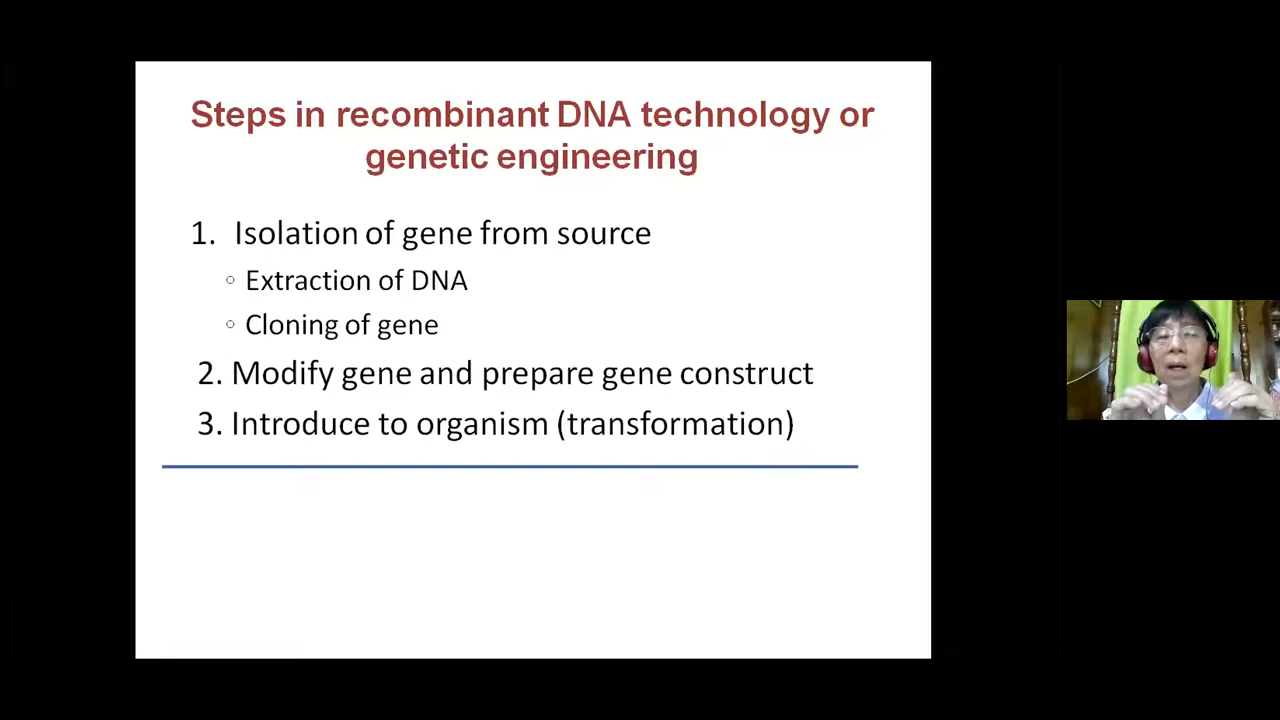 Steps in recombinant DNA technology or
genetic engineering
1. Isolation of gene from source
◦ Extraction of DNA
◦ Cloning of gene
2. Modify gene and prepare gene construct
3. Introduce to organism (transformation)